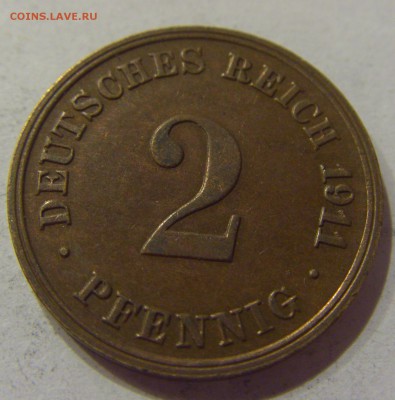 COINS.LAVE.RU
DEUTSCHES REICH 1911
2
· PFENNIG ·